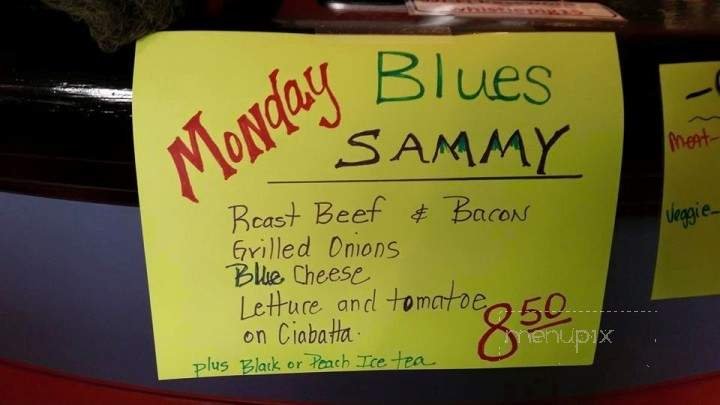 Monday Blues
SAMMY
Roast Beef & Bacon
Grilled Onions
Blue Cheese
Lettuce and tomatoe
on Ciabatta.
8 50
plus Black or Peach Ice tea
Meat-
Veggie-
menupix